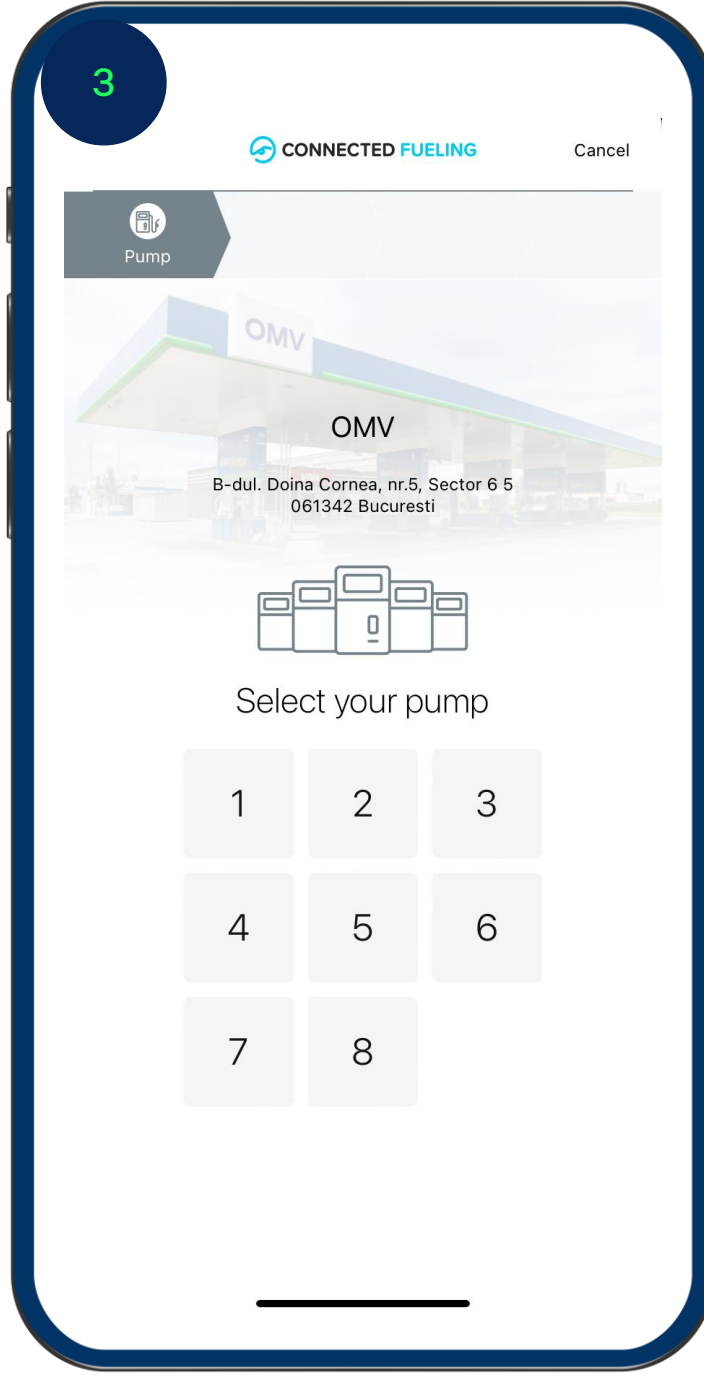 3
CONNECTED FUELING
Cancel
Pump
OMV
OMV
B-dul. Doina Cornea, nr.5, Sector 6 5
061342 Bucuresti
Select your pump
1 2 3
4 5 6
7 8